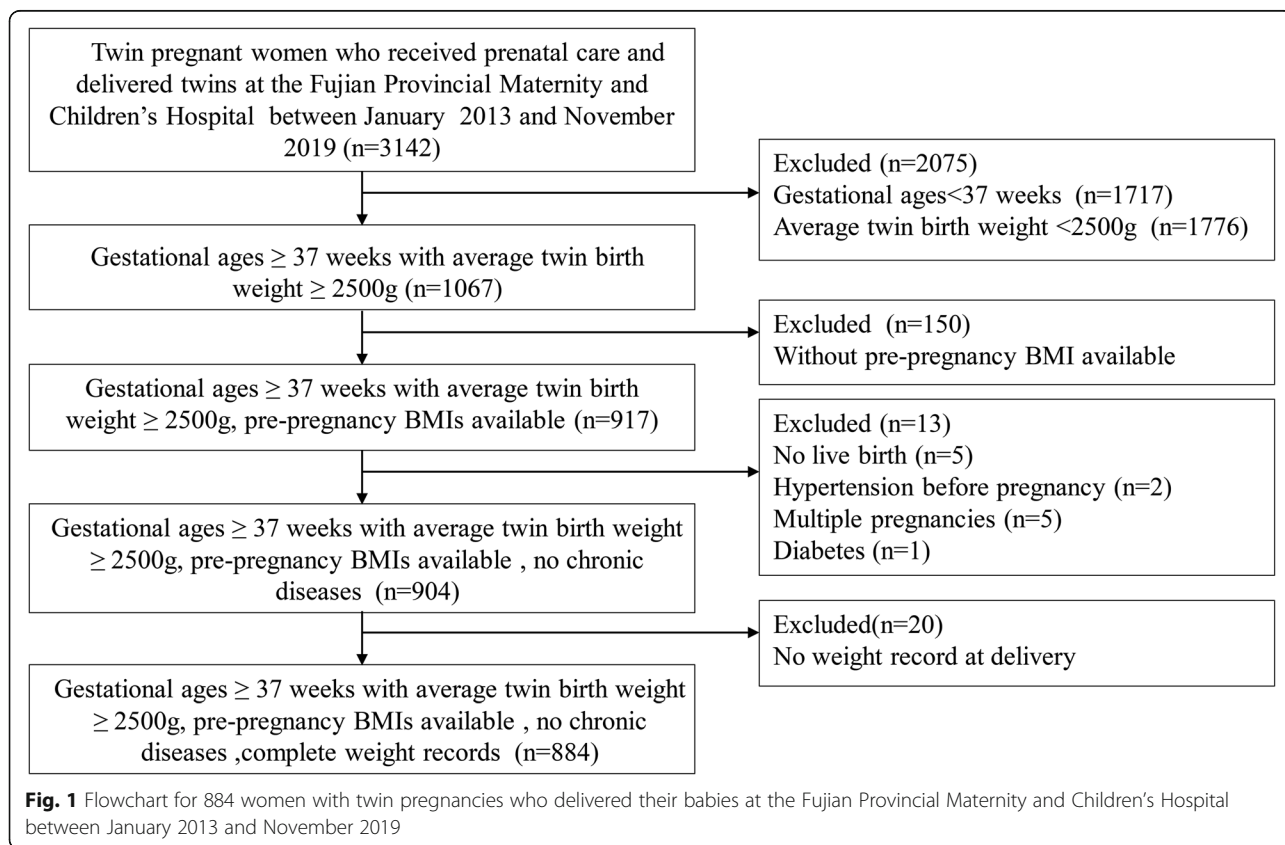 Twin pregnant women who received prenatal care and
delivered twins at the Fujian Provincial Maternity and
Children's Hospital between January 2013 and November
2019 (n=3142)
Excluded (n=2075)
Gestational ages<37 weeks (n=1717)
Average twin birth weight <2500g (n=1776)
Gestational ages ≥ 37 weeks with average twin birth
weight ≥ 2500g (n=1067)
Excluded (n=150)
Without pre-pregnancy BMI available
Gestational ages ≥ 37 weeks with average twin birth
weight ≥ 2500g, pre-pregnancy BMIs available (n=917)
Excluded (n=13)
No live birth (n=5)
Hypertension before pregnancy (n=2)
Multiple pregnancies (n=5)
Diabetes (n=1)
Gestational ages ≥ 37 weeks with average twin birth weight
≥ 2500g, pre-pregnancy BMIs available , no chronic
diseases (n=904)
Excluded(n=20)
No weight record at delivery
Gestational ages ≥ 37 weeks with average twin birth weight
≥ 2500g, pre-pregnancy BMIs available , no chronic
diseases ,complete weight records (n=884)
Fig. 1 Flowchart for 884 women with twin pregnancies who delivered their babies at the Fujian Provincial Maternity and Children's Hospital
between January 2013 and November 2019